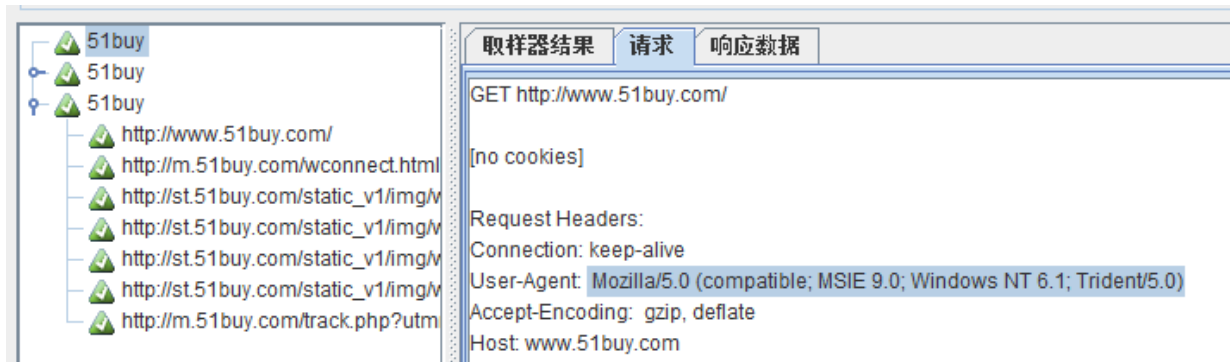 51buy
51buy
51buy
http://www.51buy.com/
http://m.51buy.com/wconnect.html
http://st.51buy.com/static_v1/img/w
http://st.51buy.com/static_v1/img/w
http://st.51buy.com/static_v1/img/w
http://st.51buy.com/static_v1/img/w
http://m.51buy.com/track.php?utm
取样器结果 请求 响应数据
GET http://www.51buy.com/
[no cookies]
Request Headers:
Connection: keep-alive
User-Agent: Mozilla/5.0 (compatible; MSIE 9.0; Windows NT 6.1; Trident/5.0)
Accept-Encoding: gzip, deflate
Host: www.51buy.com